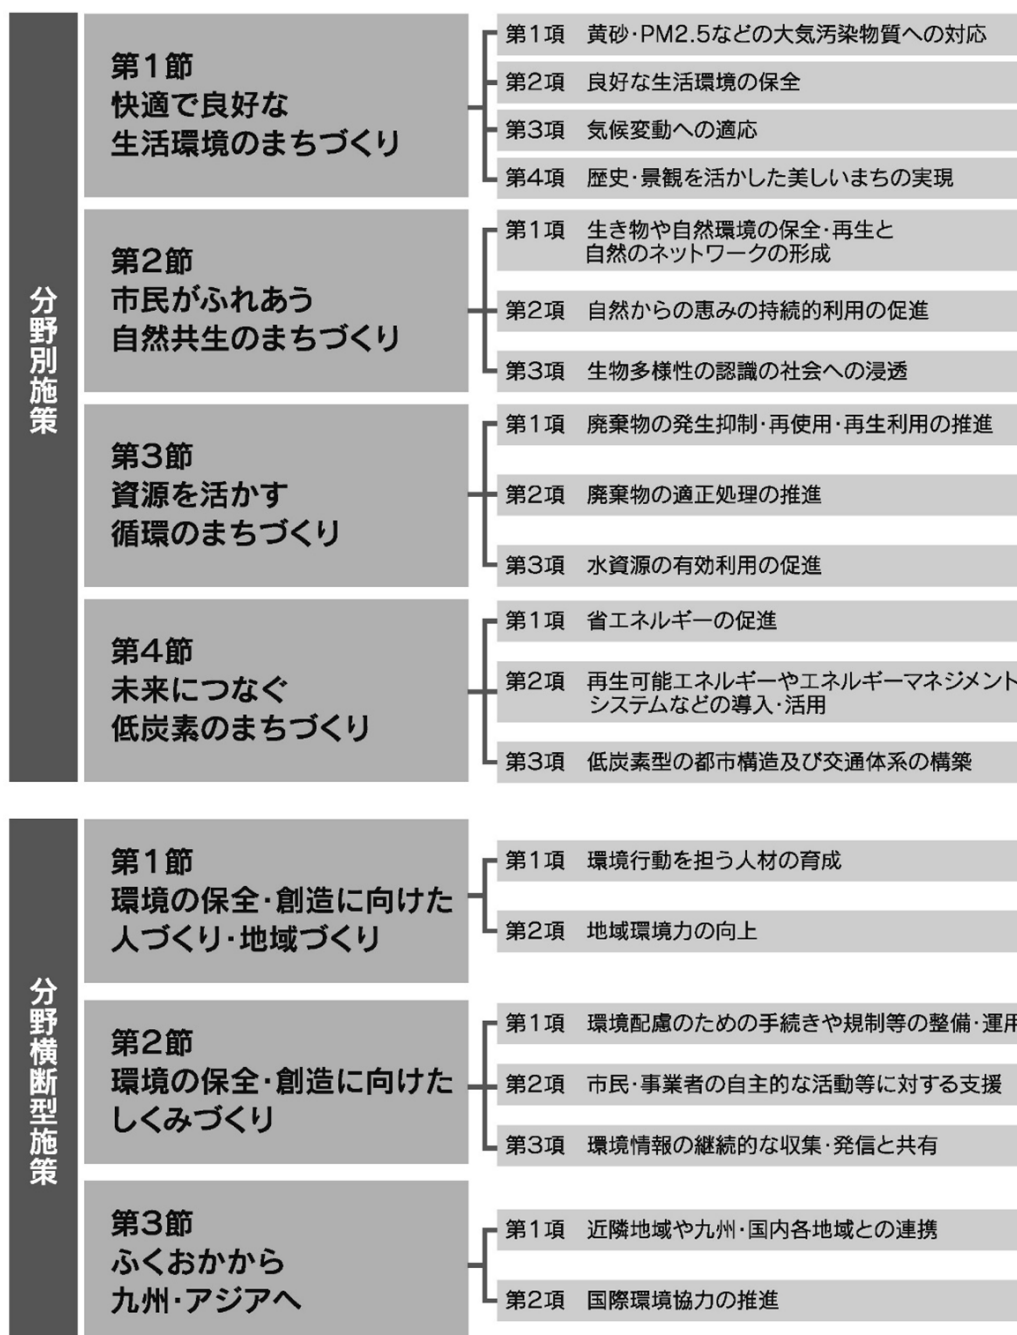 分野別施策
第1節
快適で良好な
生活環境のまちづくり
第1項 黄砂・PM2.5などの大気汚染物質への対応
第2項 良好な生活環境の保全
第3項 気候変動への適応
第4項 歴史・景観を活かした美しいまちの実現
第2節
市民がふれあう
自然共生のまちづくり
第1項 生き物や自然環境の保全・再生と
自然のネットワークの形成
第2項 自然からの恵みの持続的利用の促進
第3項 生物多様性の認識の社会への浸透
第3節
資源を活かす
循環のまちづくり
第1項 廃棄物の発生抑制・再使用・再生利用の推進
第2項 廃棄物の適正処理の推進
第3項 水資源の有効利用の促進
第4節
未来につなぐ
低炭素のまちづくり
第1項 省エネルギーの促進
第2項 再生可能エネルギーやエネルギーマネジメント
システムなどの導入・活用
第3項 低炭素型の都市構造及び交通体系の構築
分野横断型施策
第1節
環境の保全・創造に向けた
人づくり・地域づくり
第1項 環境行動を担う人材の育成
第2項 地域環境力の向上
第2節
環境の保全・創造に向けた
しくみづくり
第1項 環境配慮のための手続きや規制等の整備・運用
第2項 市民・事業者の自主的な活動等に対する支援
第3項 環境情報の継続的な収集・発信と共有
第3節
ふくおかから
九州・アジアへ
第1項 近隣地域や九州・国内各地域との連携
第2項 国際環境協力の推進